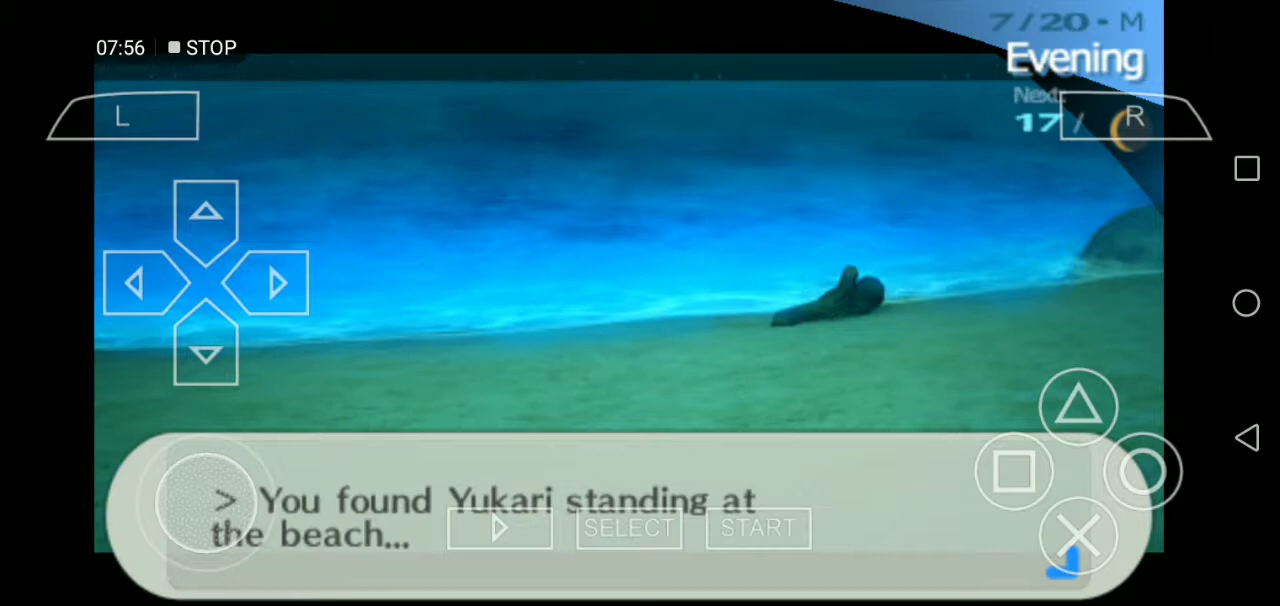 7/20 · M
07:56 STOP
Evening
Next:
17/
L
R
> You found Yukari standing at
the beach...
SELECT START